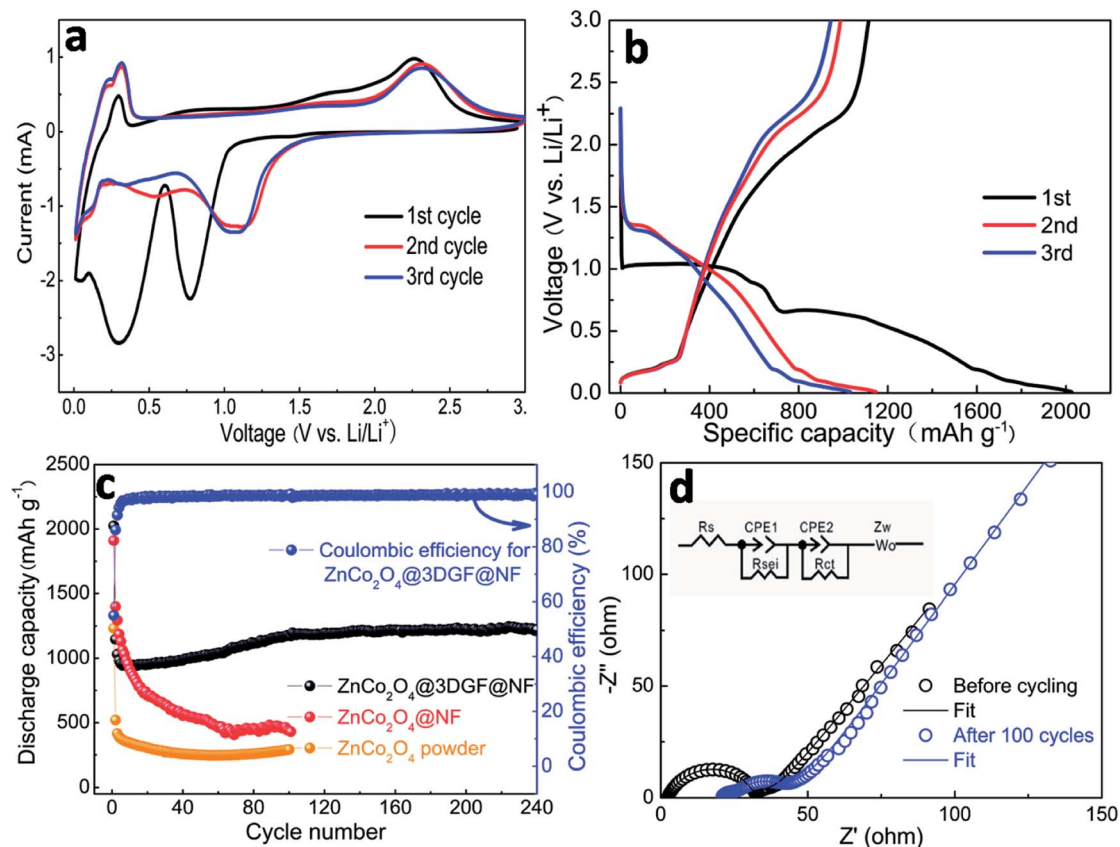 a
Current (mA)
1
0
-1
-2
-3
1st cycle
2nd cycle
3rd cycle
0.0 0.5 1.0 1.5 2.0 2.5 3.
Voltage (V vs. Li/Li⁺)
b
Voltage (V vs. Li/Li⁺)
3.0
2.5
2.0
1.5
1.0
0.5
0.0
1st
2nd
3rd
0 400 800 1200 1600 2000
Specific capacity (mAh g⁻¹)
c
Discharge capacity(mAh g⁻¹)
2500
2250
2000
1500
1000
500
0
Coulombic efficiency for
ZnCo₂O₄@3DGF@NF
ZnCo₂O₄@3DGF@NF
ZnCo₂O₄@NF
ZnCo₂O₄ powder
100
80
60
40
20
0
Coulombic efficiency (%)
0 40 80 120 160 200 240
Cycle number
d
-Z" (ohm)
150
100
50
0
Rs CPE1 CPE2 Zw
Wo
Rsei Rct
Before cycling
Fit
After 100 cycles
Fit
0 25 50 75 100 125 150
Z' (ohm)